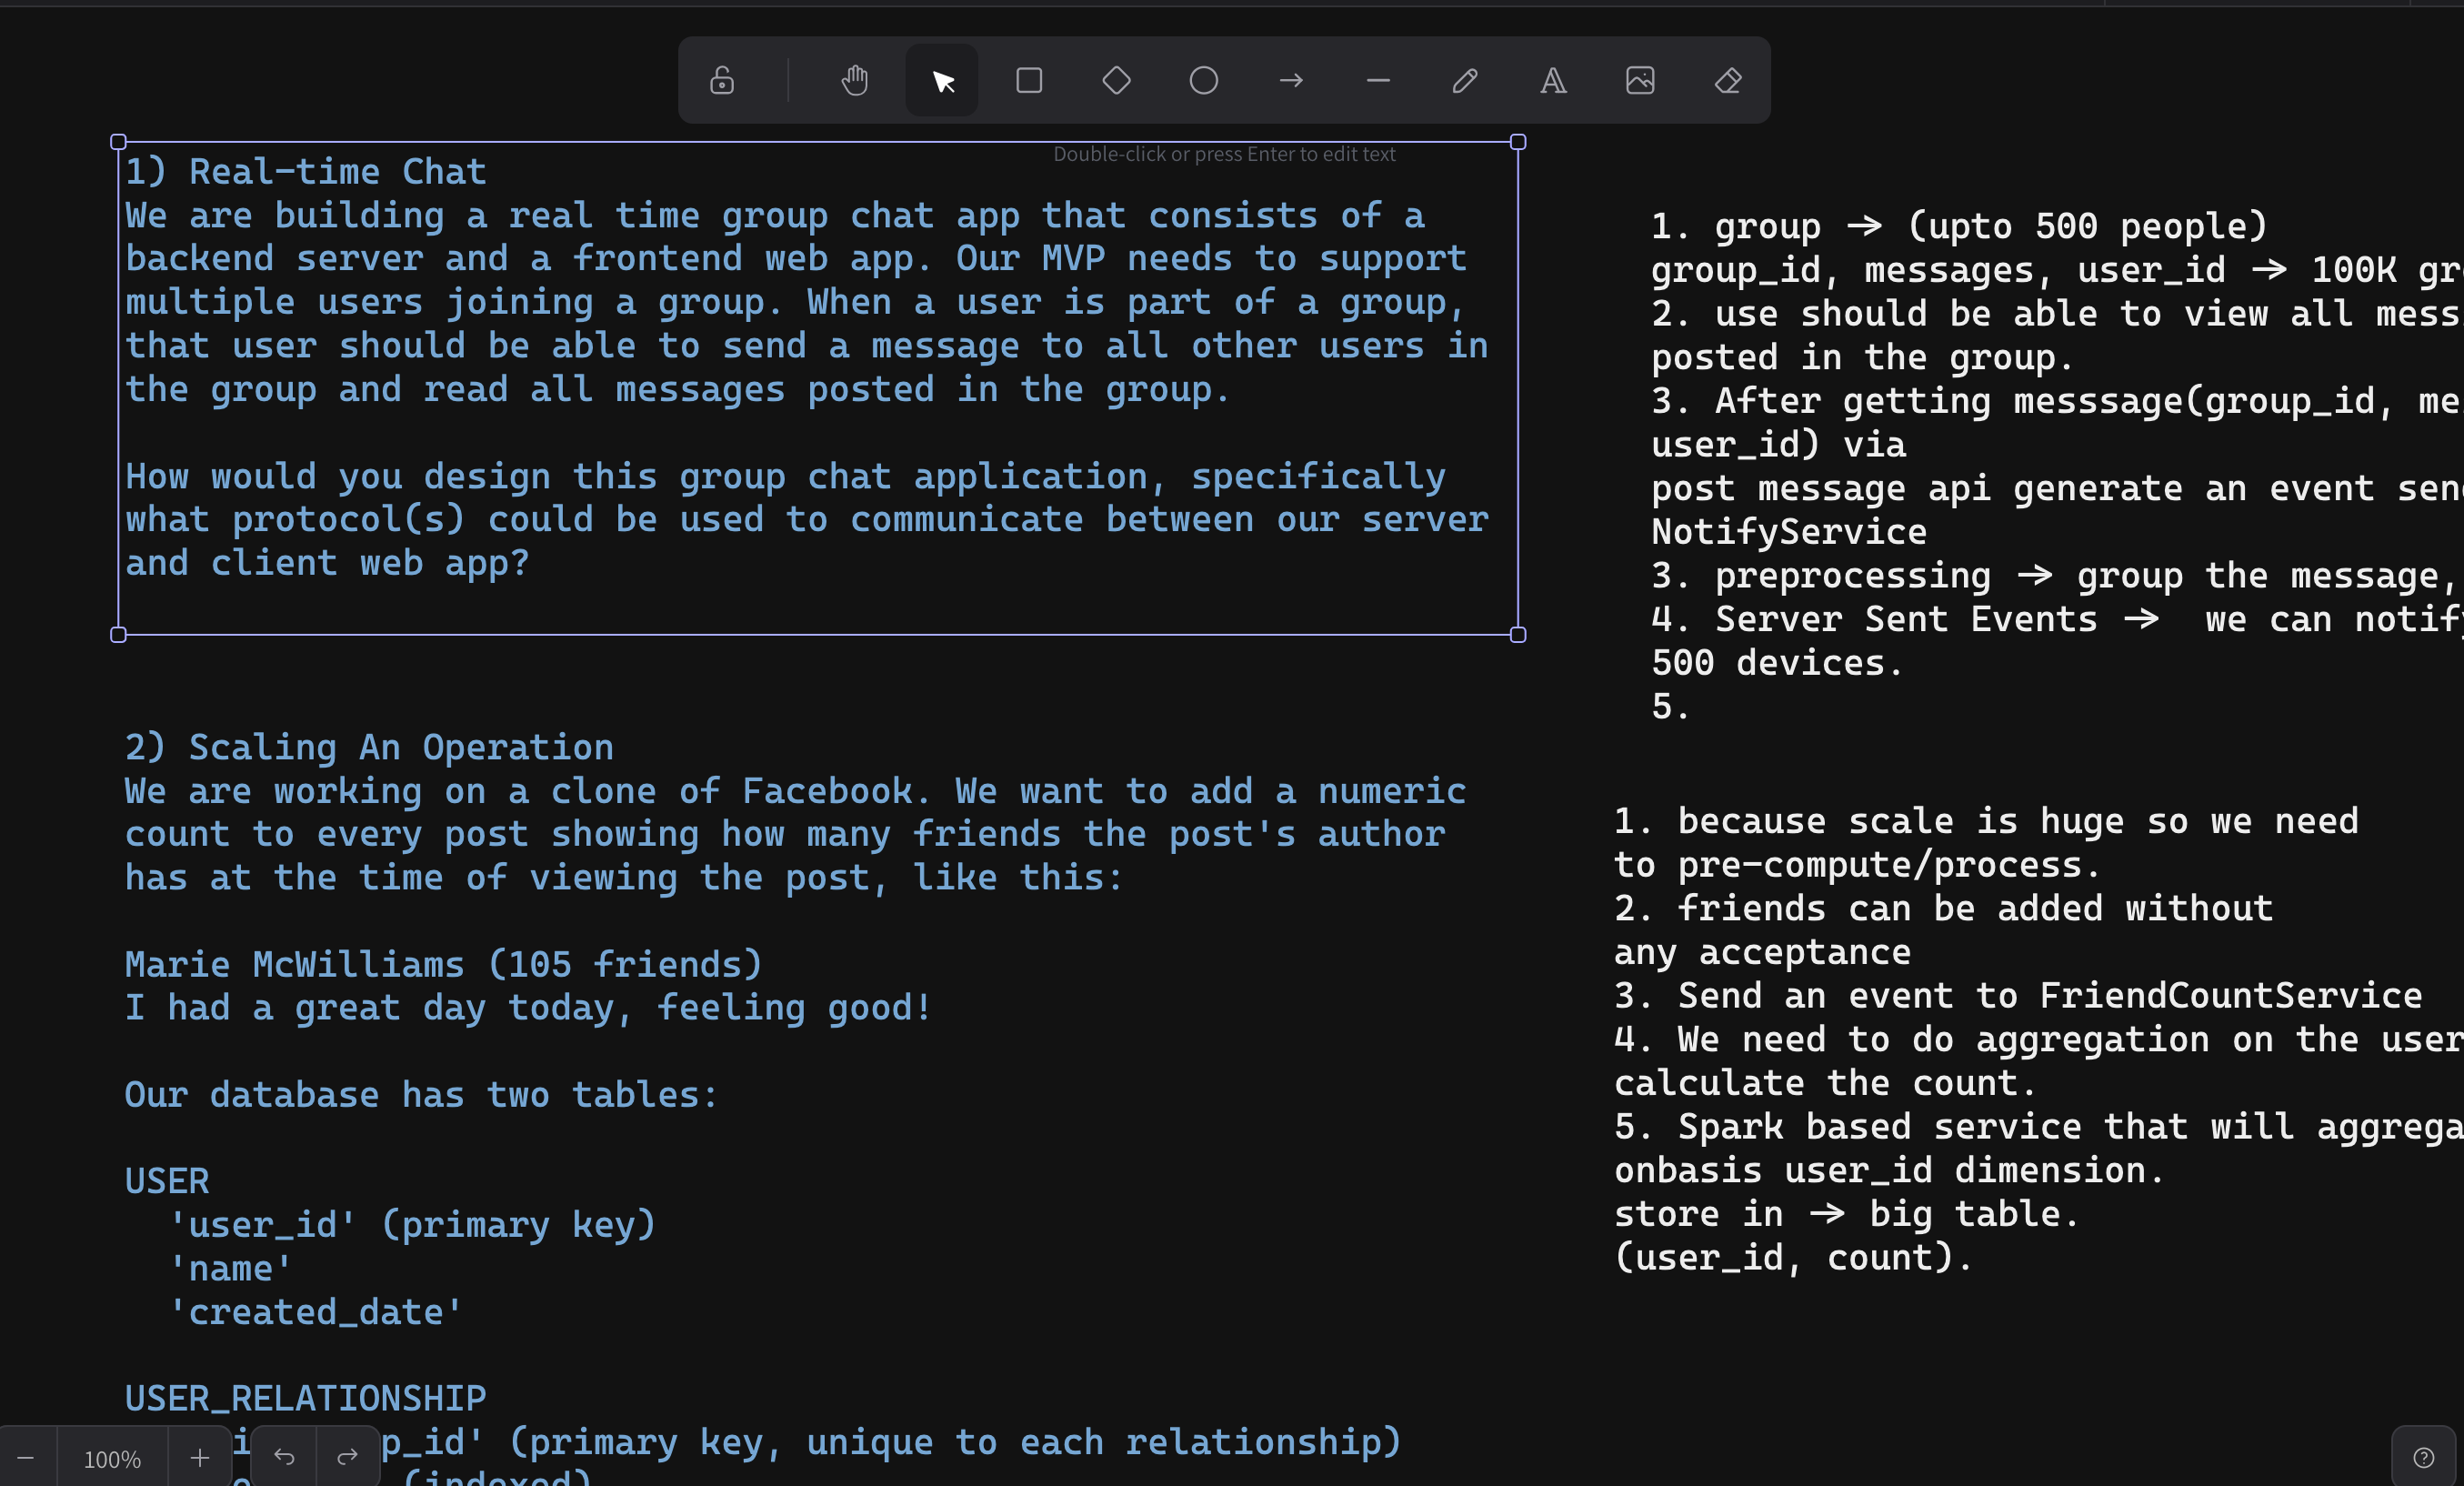 Double-click or press Enter to edit text
1) Real-time Chat
We are building a real time group chat app that consists of a
backend server and a frontend web app. Our MVP needs to support
multiple users joining a group. When a user is part of a group,
that user should be able to send a message to all other users in
the group and read all messages posted in the group.
How would you design this group chat application, specifically
what protocol(s) could be used to communicate between our server
and client web app?
2) Scaling An Operation
We are working on a clone of Facebook. We want to add a numeric
count to every post showing how many friends the post's author
has at the time of viewing the post, like this:
Marie McWilliams (105 friends)
I had a great day today, feeling good!
Our database has two tables:
USER
'user_id' (primary key)
'name'
'created_date'
USER_RELATIONSHIP
p_id' (primary key, unique to each relationship)
(indexed)
1. group → (upto 500 people)
group_id, messages, user_id → 100K gr
2. use should be able to view all mess
posted in the group.
3. After getting messsage(group_id, me
user_id) via
post message api generate an event sen
NotifyService
3. preprocessing → group the message,
4. Server Sent Events → we can notify
500 devices.
5.
1. because scale is huge so we need
to pre-compute/process.
2. friends can be added without
any acceptance
3. Send an event to FriendCountService
4. We need to do aggregation on the user
calculate the count.
5. Spark based service that will aggrega
onbasis user_id dimension.
store in → big table.
(user_id, count).
100%